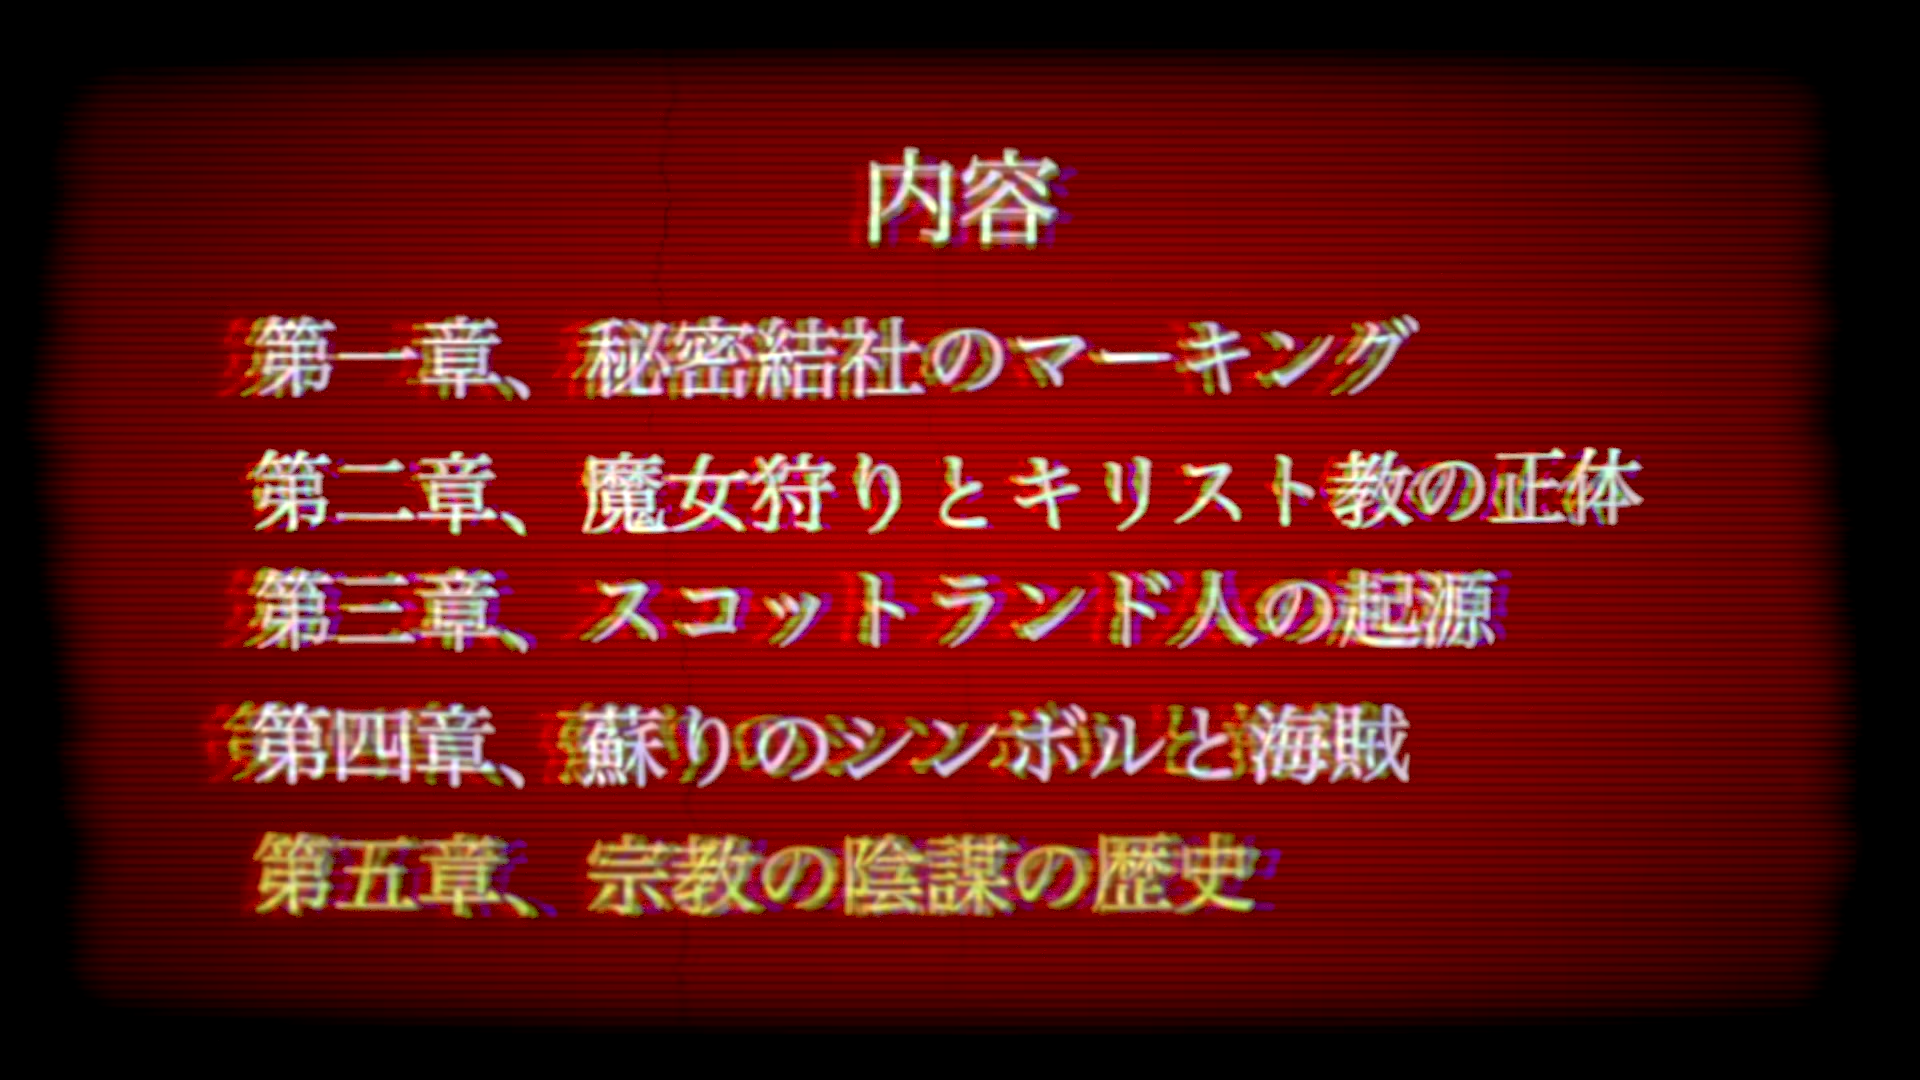 内容
第一章、秘密結社のマーキング
第二章、魔女狩りとキリスト教の正体
第三章、スコットランド人の起源
第四章、蘇りのシンボルと海賊
第五章、宗教の陰謀の歴史